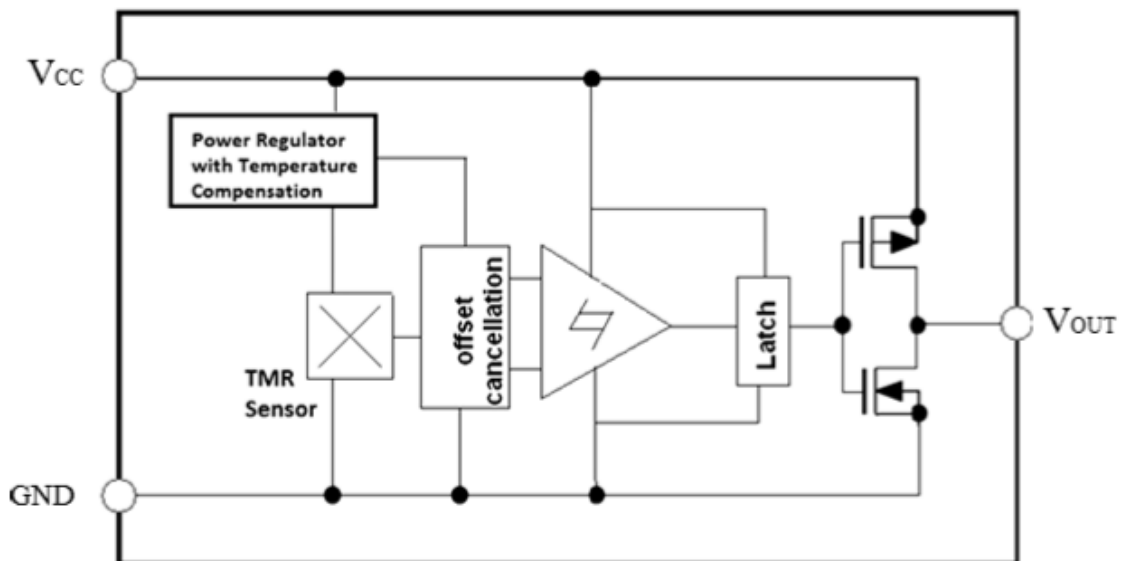 VCC
Power Regulator
with Temperature
Compensation
offset
cancellation
Latch
VOUT
TMR
Sensor
GND